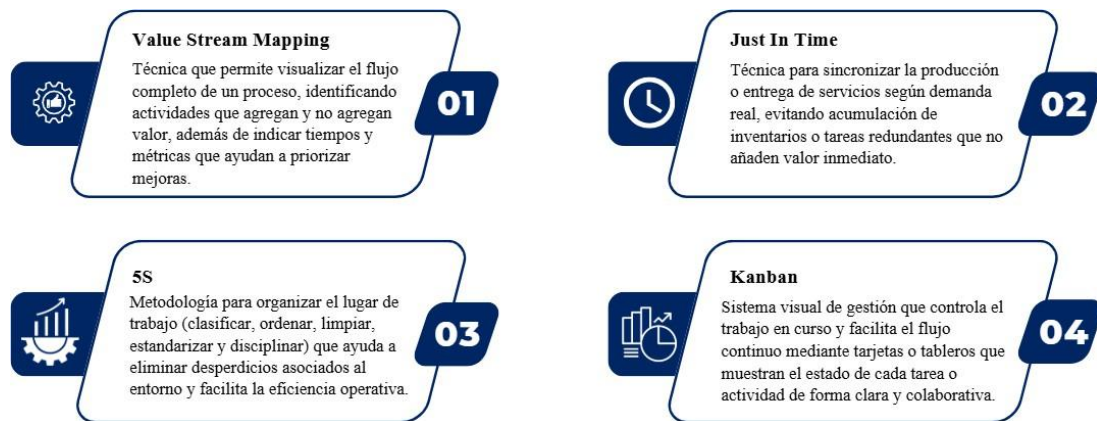 Value Stream Mapping
Técnica que permite visualizar el flujo
completo de un proceso, identificando
actividades que agregan y no agregan
valor, además de indicar tiempos y
métricas que ayudan a priorizar
mejoras.
01
Just In Time
Técnica para sincronizar la producción
o entrega de servicios según demanda
real, evitando acumulación de
inventarios o tareas redundantes que no
añaden valor inmediato.
02
5S
Metodología para organizar el lugar de
trabajo (clasificar, ordenar, limpiar,
estandarizar y disciplinar) que ayuda a
eliminar desperdicios asociados al
entorno y facilita la eficiencia operativa.
03
Kanban
Sistema visual de gestión que controla el
trabajo en curso y facilita el flujo
continuo mediante tarjetas o tableros que
muestran el estado de cada tarea o
actividad de forma clara y colaborativa.
04